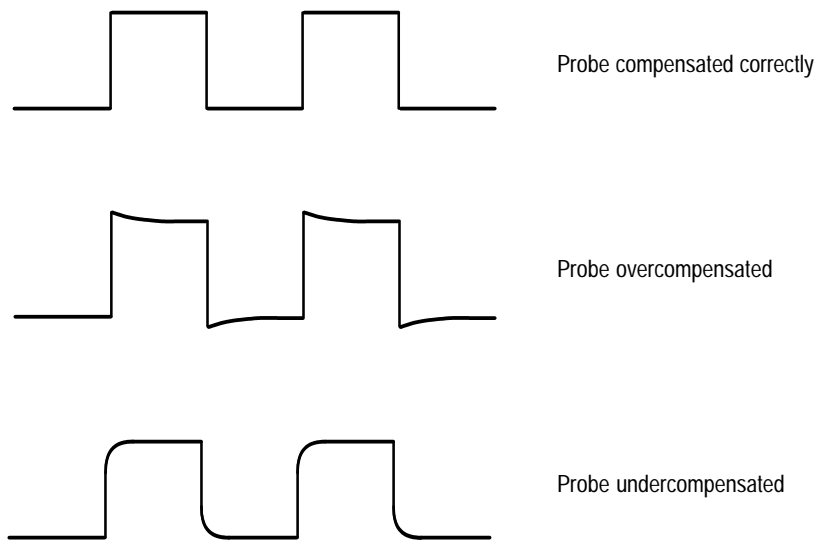 Probe compensated correctly
Probe overcompensated
Probe undercompensated